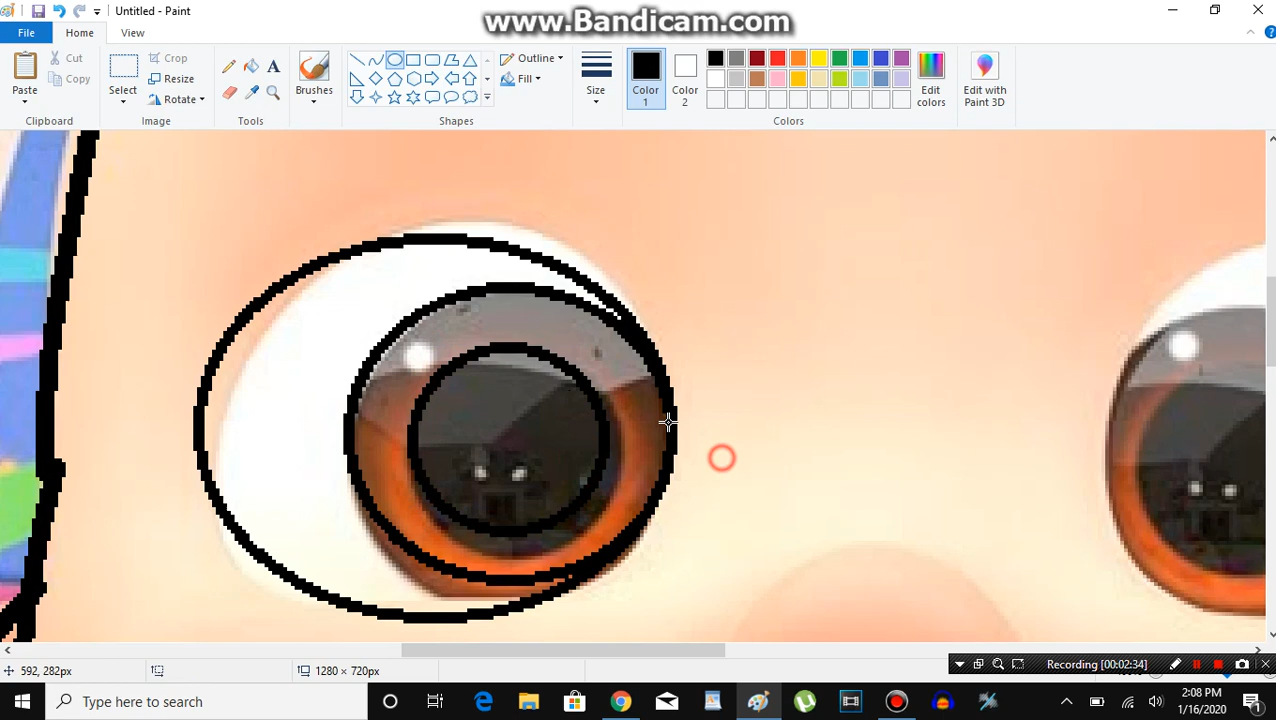 www.Bandicam.com
Untitled - Paint
File
Home
View
Paste
Cut
Copy
Clipboard
Select
Crop
Resize
Rotate
Image
Tools
Brushes
Outline
Fill
Shapes
Size
Color 1
Color 2
Edit colors
Edit with Paint 3D
Colors
592, 282px
1280 × 720px
Recording [00:02:34]
Type here to search
2:08 PM
1/16/2020